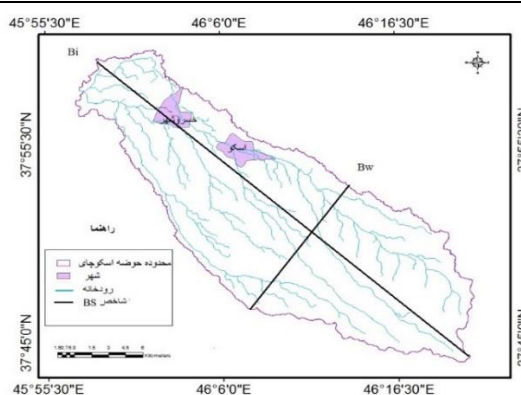 45°55'30"E 46°6'0"E 46°16'30"E
Bi
37°55'30"N
خسروشهر
اسکو
Bw
راهنما
محدوده حوضه اسکوچای
شهر
رودخانه
شاخص BS
37°45'0"N
45°55'30"E 46°6'0"E 46°16'30"E